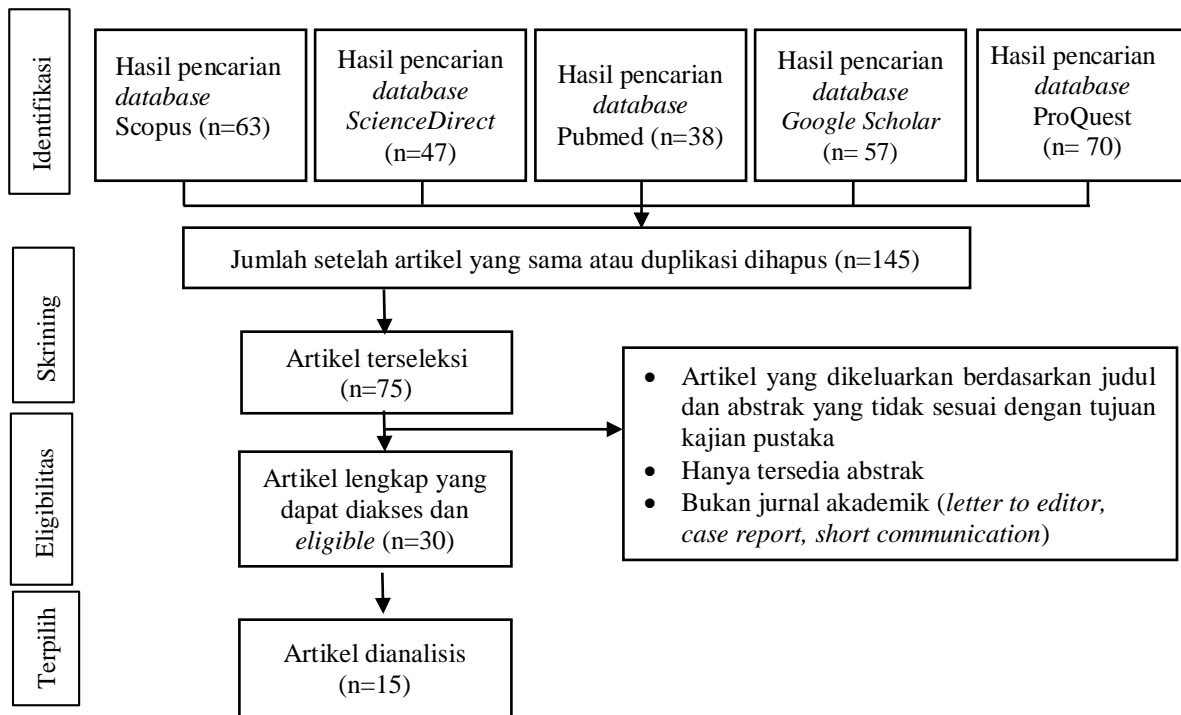 Identifikasi
Hasil pencarian
database
Scopus (n=63)
Hasil pencarian
database
ScienceDirect
(n=47)
Hasil pencarian
database
Pubmed (n=38)
Hasil pencarian
database
Google Scholar
(n= 57)
Hasil pencarian
database
ProQuest
(n= 70)
Jumlah setelah artikel yang sama atau duplikasi dihapus (n=145)
Skrining
Artikel terseleksi
(n=75)
• Artikel yang dikeluarkan berdasarkan judul
dan abstrak yang tidak sesuai dengan tujuan
kajian pustaka
• Hanya tersedia abstrak
• Bukan jurnal akademik (letter to editor,
case report, short communication)
Eligibilitas
Artikel lengkap yang
dapat diakses dan
eligible (n=30)
Terpilih
Artikel dianalisis
(n=15)